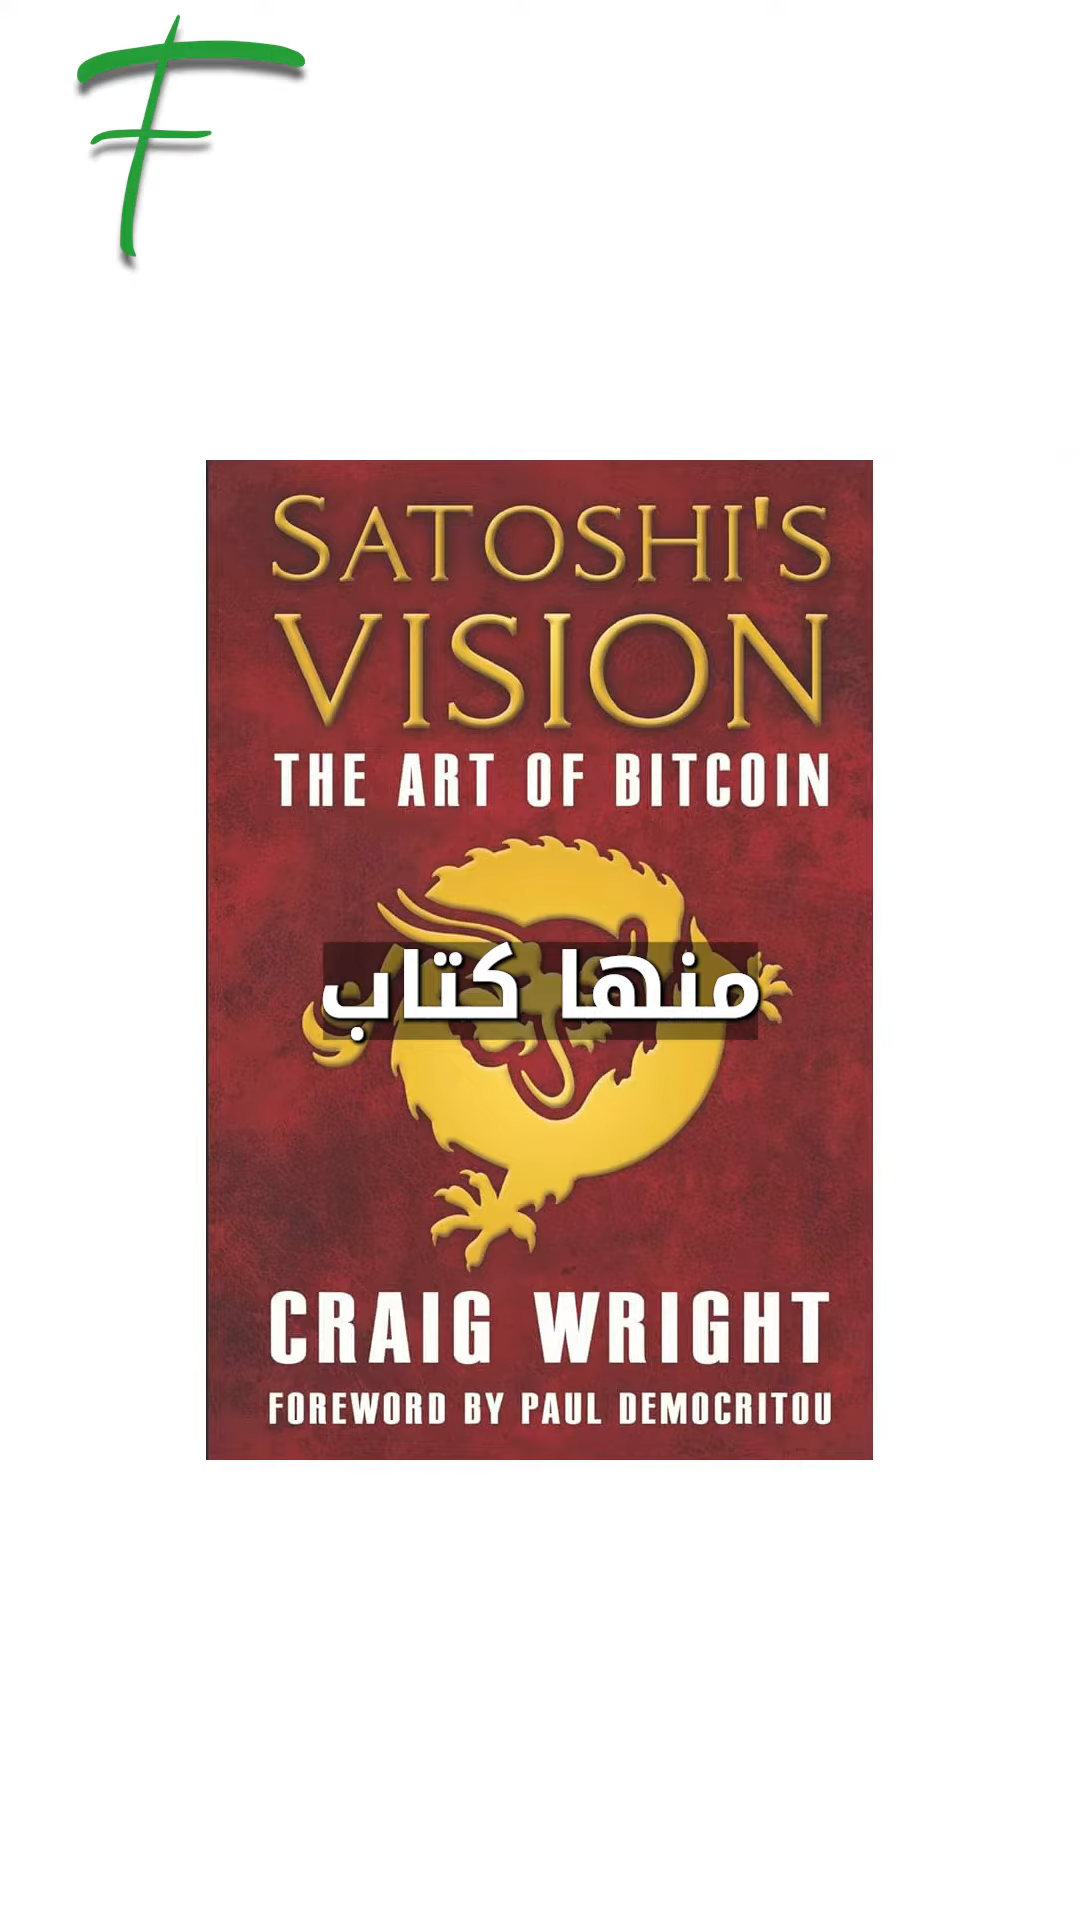 SATOSHI'S
VISION
THE ART OF BITCOIN
منها كتاب
CRAIG WRIGHT
FOREWORD BY PAUL DEMOCRITOU